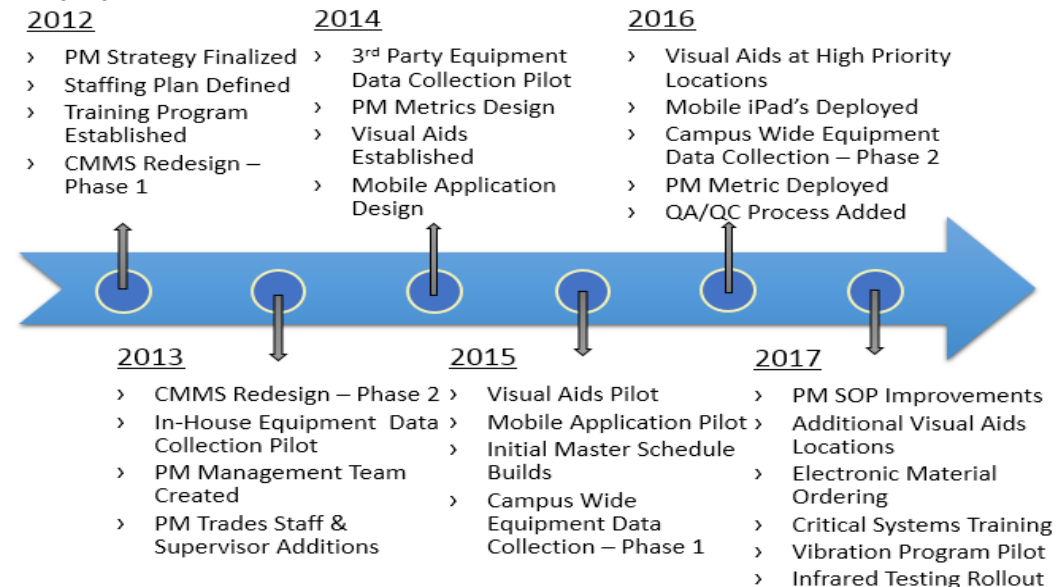 2012
› PM Strategy Finalized
› Staffing Plan Defined
› Training Program
Established
› CMMS Redesign –
Phase 1
2014
› 3rd Party Equipment
Data Collection Pilot
› PM Metrics Design
› Visual Aids
Established
› Mobile Application
Design
2016
› Visual Aids at High Priority
Locations
› Mobile iPad's Deployed
› Campus Wide Equipment
Data Collection – Phase 2
› PM Metric Deployed
› QA/QC Process Added
2013
› CMMS Redesign – Phase 2
› In-House Equipment Data
Collection Pilot
› PM Management Team
Created
› PM Trades Staff &
Supervisor Additions
2015
› Visual Aids Pilot
› Mobile Application Pilot
› Initial Master Schedule
Builds
› Campus Wide
Equipment Data
Collection – Phase 1
2017
› PM SOP Improvements
› Additional Visual Aids
Locations
› Electronic Material
Ordering
› Critical Systems Training
› Vibration Program Pilot
› Infrared Testing Rollout